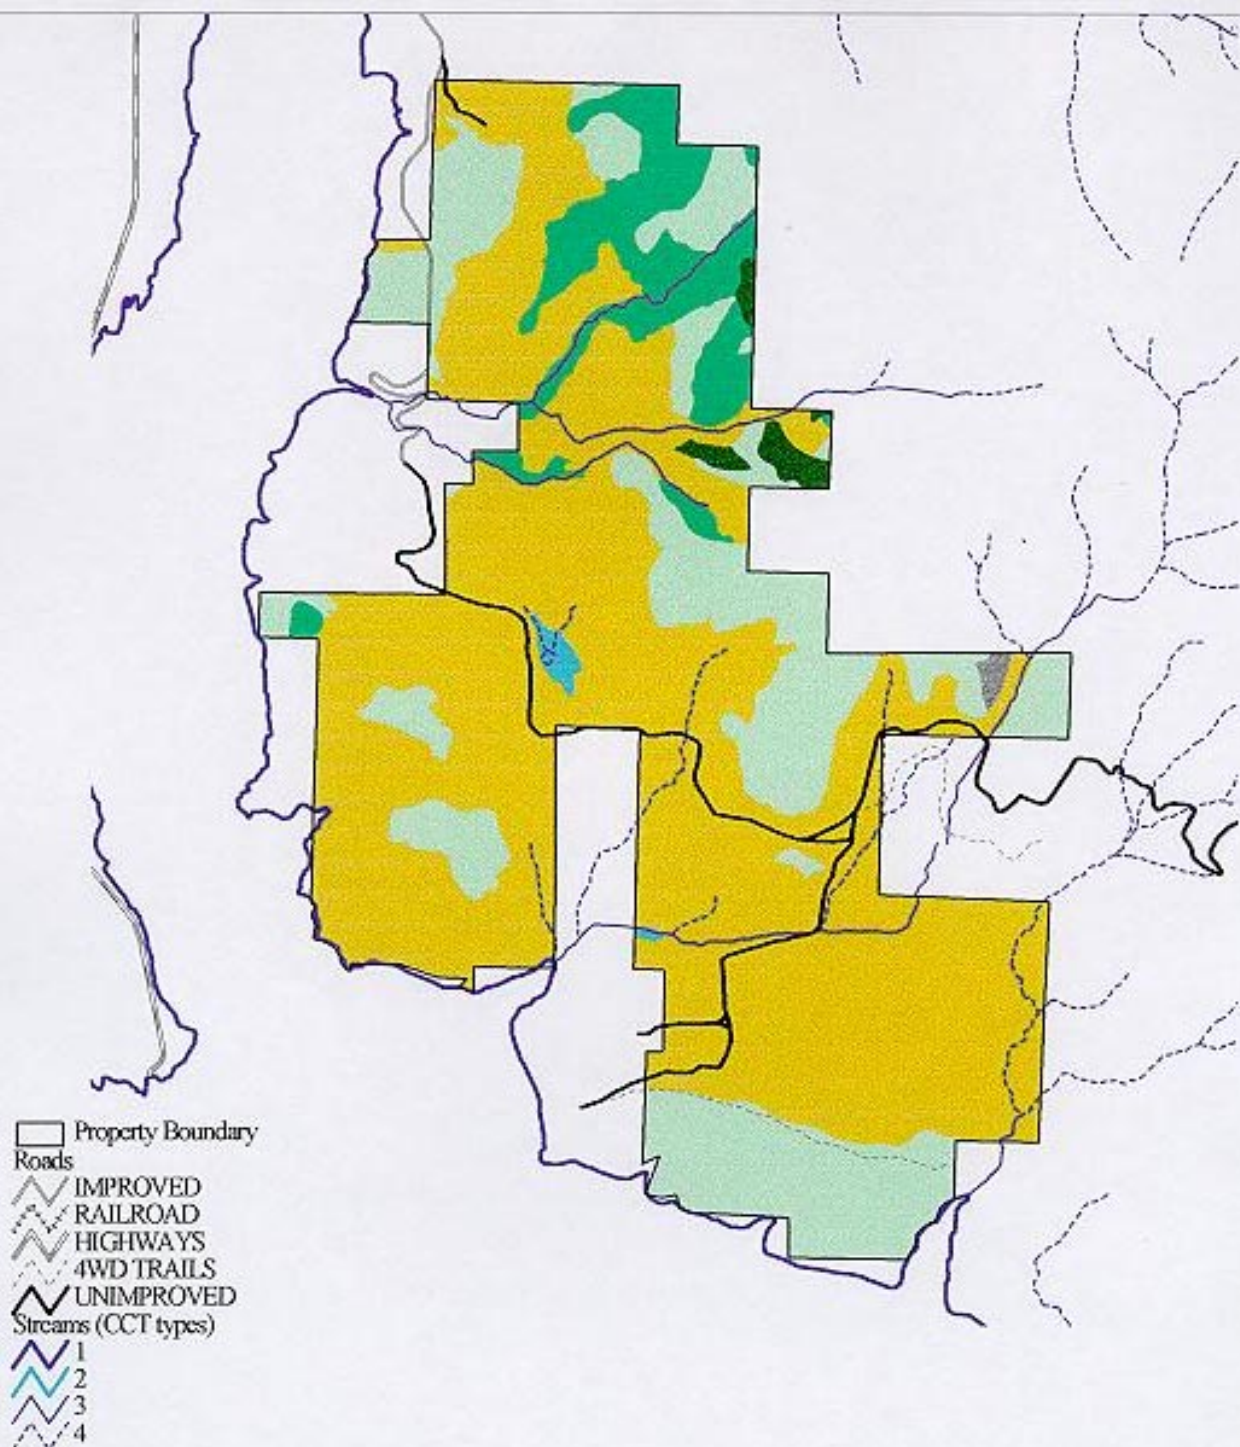 Property Boundary
Roads
IMPROVED
RAILROAD
HIGHWAYS
4WD TRAILS
UNIMPROVED
Streams (CCT types)
1
2
3
4